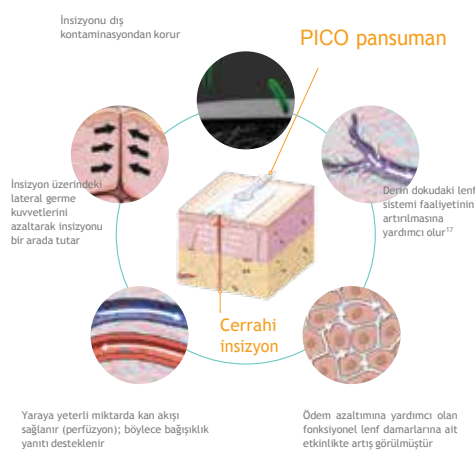 İnsizyonu dış
kontaminasyondan korur
PICO pansuman
İnsizyon üzerindeki
lateral germe
kuvvetlerini
azaltarak insizyonu
bir arada tutar
Derin dokudaki lenf
sistemi faaliyetinin
artırılmasına
yardımcı olur¹⁷
Cerrahi
insizyon
Yaraya yeterli miktarda kan akışı
sağlanır (perfüzyon); böylece bağışıklık
yanıtı desteklenir
Ödem azaltımına yardımcı olan
fonksiyonel lenf damarlarına ait
etkinlikte artış görülmüştür